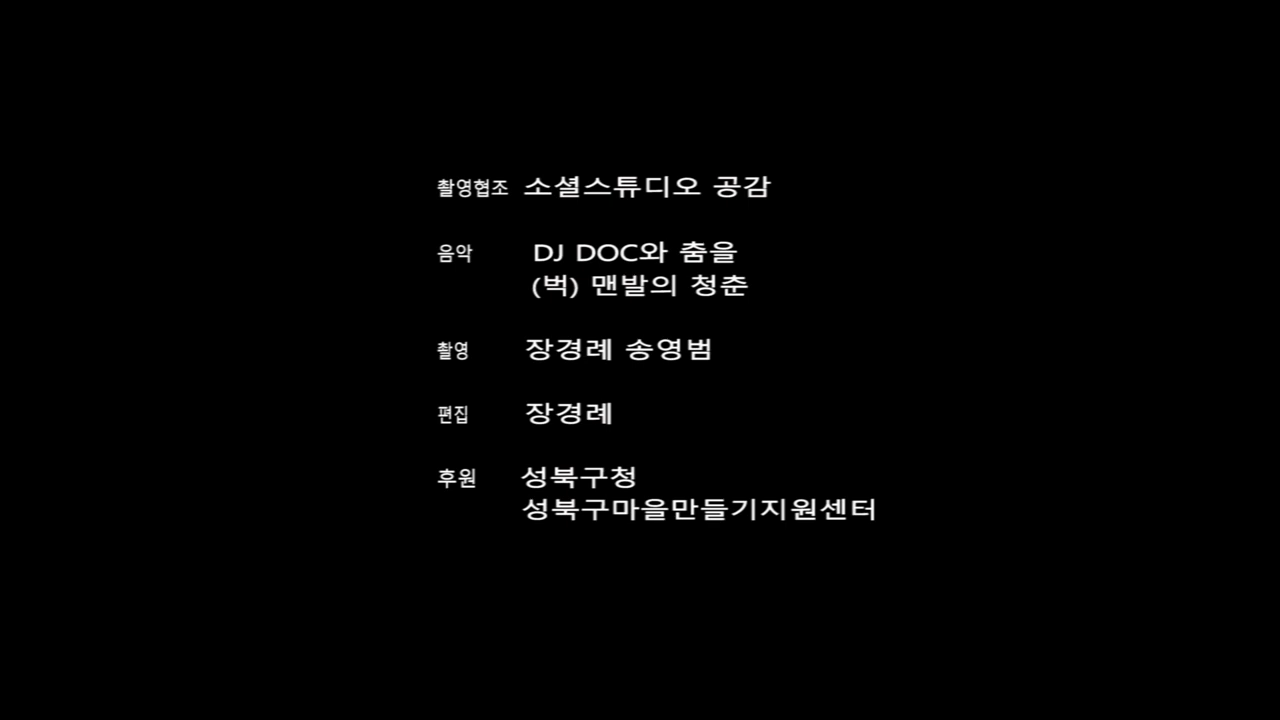 촬영협조 소셜스튜디오 공감
음악 DJ DOC와 춤을
(벅) 맨발의 청춘
촬영 장경례 송영범
편집 장경례
후원 성북구청
성북구마을만들기지원센터